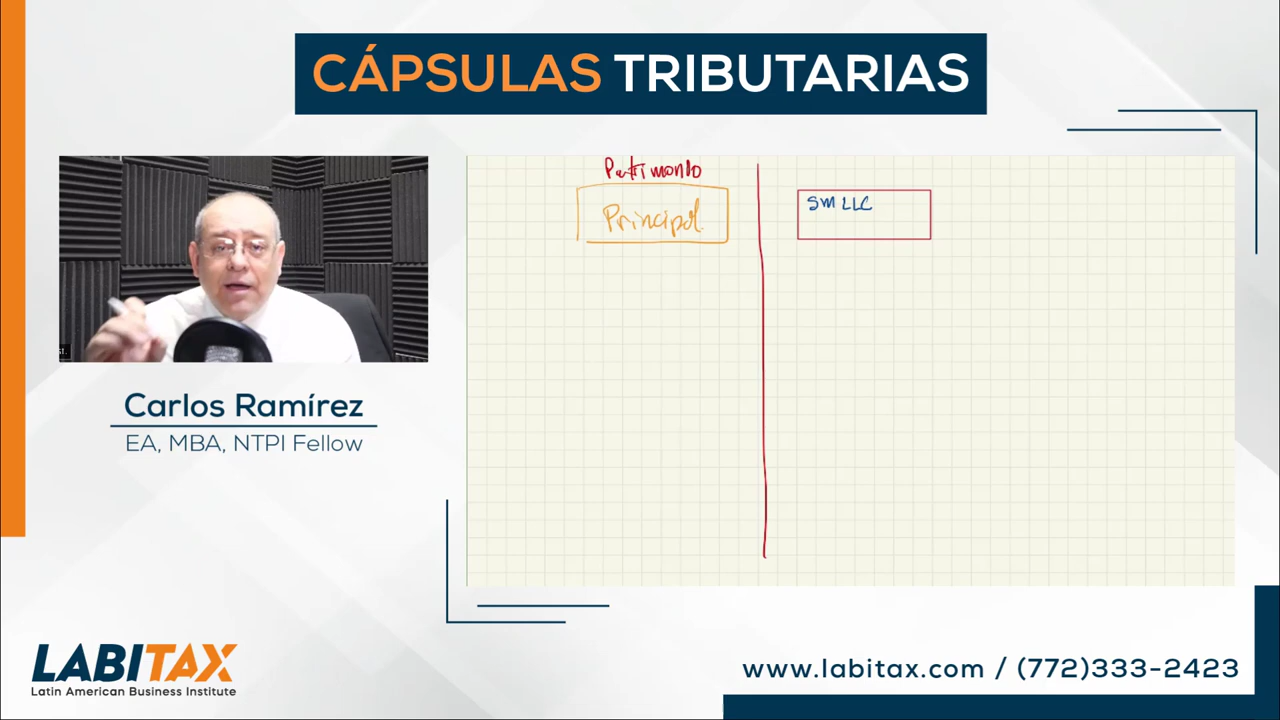 CÁPSULAS TRIBUTARIAS
Patrimonio
Principal.
SM LLC
st.
Carlos Ramírez
EA, MBA, NTPI Fellow
LABITAX
Latin American Business Institute
www.labitax.com / (772)333-2423